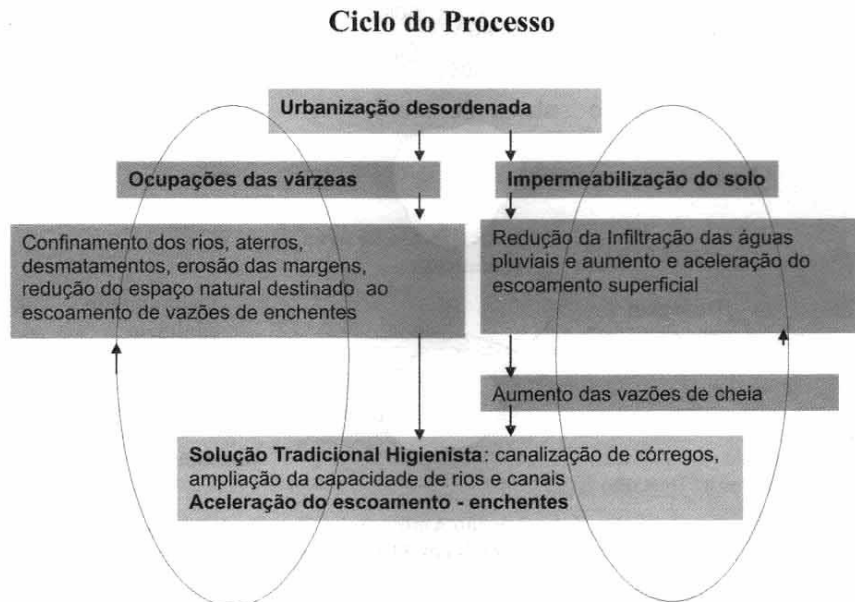 Ciclo do Processo
Urbanização desordenada
Ocupações das várzeas
Impermeabilização do solo
Confinamento dos rios, aterros,
desmatamentos, erosão das margens,
redução do espaço natural destinado ao
escoamento de vazões de enchentes
Redução da Infiltração das águas
pluviais e aumento e aceleração do
escoamento superficial
Aumento das vazões de cheia
Solução Tradicional Higienista: canalização de córregos,
ampliação da capacidade de rios e canais
Aceleração do escoamento - enchentes